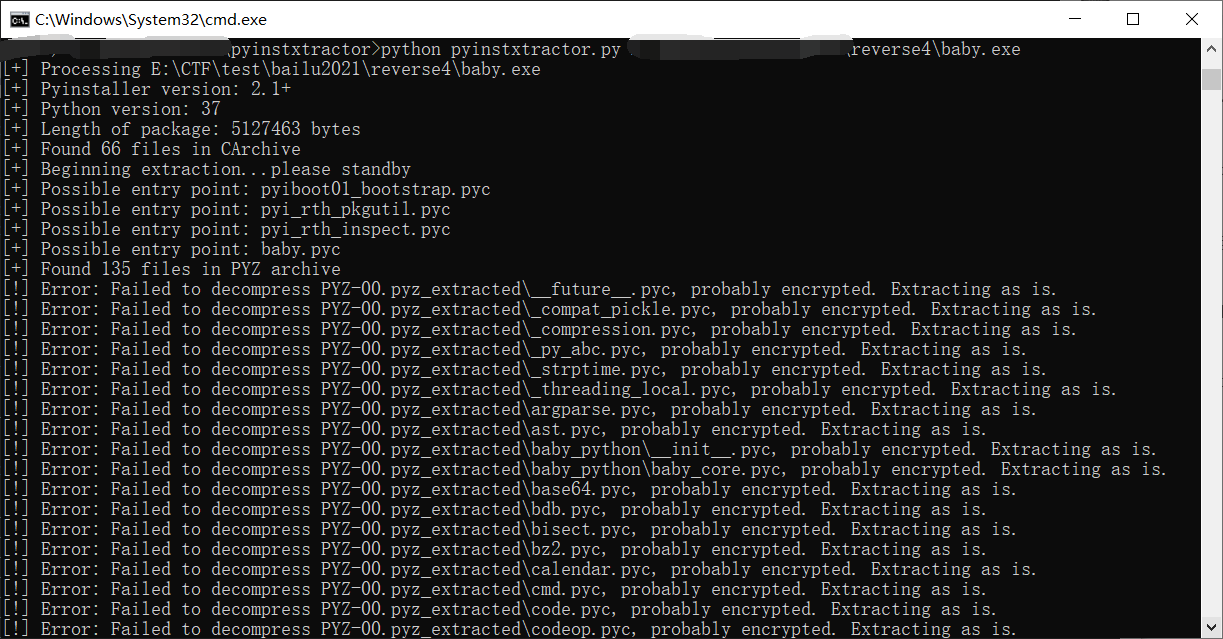 C:\Windows\System32\cmd.exe
\pyinstxtractor>python pyinstxtractor.py \reverse4\baby.exe
[+] Processing E:\CTF\test\bailu2021\reverse4\baby.exe
[+] Pyinstaller version: 2.1+
[+] Python version: 37
[+] Length of package: 5127463 bytes
[+] Found 66 files in CArchive
[+] Beginning extraction...please standby
[+] Possible entry point: pyiboot01_bootstrap.pyc
[+] Possible entry point: pyi_rth_pkgutil.pyc
[+] Possible entry point: pyi_rth_inspect.pyc
[+] Possible entry point: baby.pyc
[+] Found 135 files in PYZ archive
[!] Error: Failed to decompress PYZ-00.pyz_extracted\__future__.pyc, probably encrypted. Extracting as is.
[!] Error: Failed to decompress PYZ-00.pyz_extracted\_compat_pickle.pyc, probably encrypted. Extracting as is.
[!] Error: Failed to decompress PYZ-00.pyz_extracted\_compression.pyc, probably encrypted. Extracting as is.
[!] Error: Failed to decompress PYZ-00.pyz_extracted\_py_abc.pyc, probably encrypted. Extracting as is.
[!] Error: Failed to decompress PYZ-00.pyz_extracted\_strptime.pyc, probably encrypted. Extracting as is.
[!] Error: Failed to decompress PYZ-00.pyz_extracted\_threading_local.pyc, probably encrypted. Extracting as is.
[!] Error: Failed to decompress PYZ-00.pyz_extracted\argparse.pyc, probably encrypted. Extracting as is.
[!] Error: Failed to decompress PYZ-00.pyz_extracted\ast.pyc, probably encrypted. Extracting as is.
[!] Error: Failed to decompress PYZ-00.pyz_extracted\baby_python\__init__.pyc, probably encrypted. Extracting as is.
[!] Error: Failed to decompress PYZ-00.pyz_extracted\baby_python\baby_core.pyc, probably encrypted. Extracting as is.
[!] Error: Failed to decompress PYZ-00.pyz_extracted\base64.pyc, probably encrypted. Extracting as is.
[!] Error: Failed to decompress PYZ-00.pyz_extracted\bdb.pyc, probably encrypted. Extracting as is.
[!] Error: Failed to decompress PYZ-00.pyz_extracted\bisect.pyc, probably encrypted. Extracting as is.
[!] Error: Failed to decompress PYZ-00.pyz_extracted\bz2.pyc, probably encrypted. Extracting as is.
[!] Error: Failed to decompress PYZ-00.pyz_extracted\calendar.pyc, probably encrypted. Extracting as is.
[!] Error: Failed to decompress PYZ-00.pyz_extracted\cmd.pyc, probably encrypted. Extracting as is.
[!] Error: Failed to decompress PYZ-00.pyz_extracted\code.pyc, probably encrypted. Extracting as is.
[!] Error: Failed to decompress PYZ-00.pyz_extracted\codeop.pyc, probably encrypted. Extracting as is.